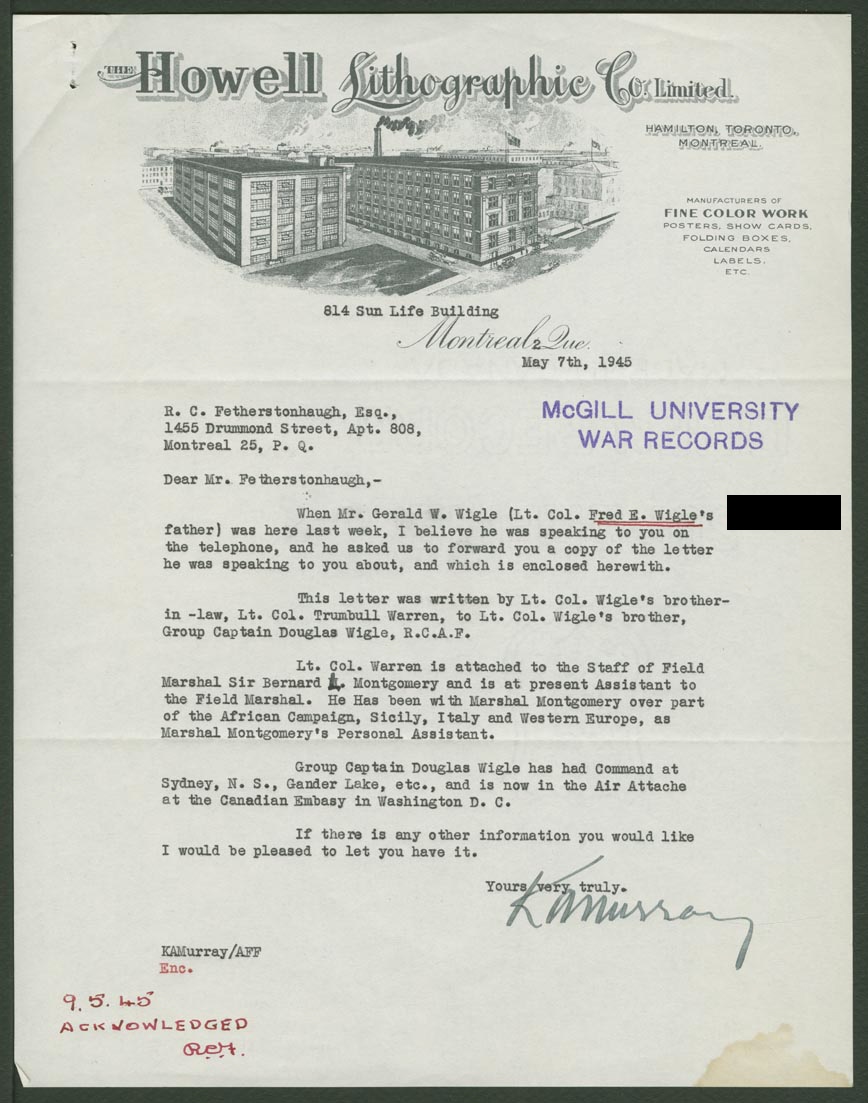 THE Howell Lithographic Co. Limited.
HAMILTON, TORONTO,
MONTREAL.
MANUFACTURERS OF
FINE COLOR WORK
POSTERS, SHOW CARDS,
FOLDING BOXES,
CALENDARS
LABELS,
ETC.
814 Sun Life Building
Montreal 2 Que.
May 7th, 1945
McGILL UNIVERSITY
WAR RECORDS
R. C. Fetherstonhaugh, Esq.,
1455 Drummond Street, Apt. 808,
Montreal 25, P. Q.
Dear Mr. Fetherstonhaugh,-
When Mr. Gerald W. Wigle (Lt. Col. Fred E. Wigle's
father) was here last week, I believe he was speaking to you on
the telephone, and he asked us to forward you a copy of the letter
he was speaking to you about, and which is enclosed herewith.
This letter was written by Lt. Col. Wigle's brother-
in -law, Lt. Col. Trumbull Warren, to Lt. Col. Wigle's brother,
Group Captain Douglas Wigle, R.C.A.F.
Lt. Col. Warren is attached to the Staff of Field
Marshal Sir Bernard L. Montgomery and is at present Assistant to
the Field Marshal. He Has been with Marshal Montgomery over part
of the African Campaign, Sicily, Italy and Western Europe, as
Marshal Montgomery's Personal Assistant.
Group Captain Douglas Wigle has had Command at
Sydney, N. S., Gander Lake, etc., and is now in the Air Attache
at the Canadian Embasy in Washington D. C.
If there is any other information you would like
I would be pleased to let you have it.
Yours very truly.
KAMurray
KAMurray/AFF
Enc.
9.5.45
ACKNOWLEDGED
RCF.